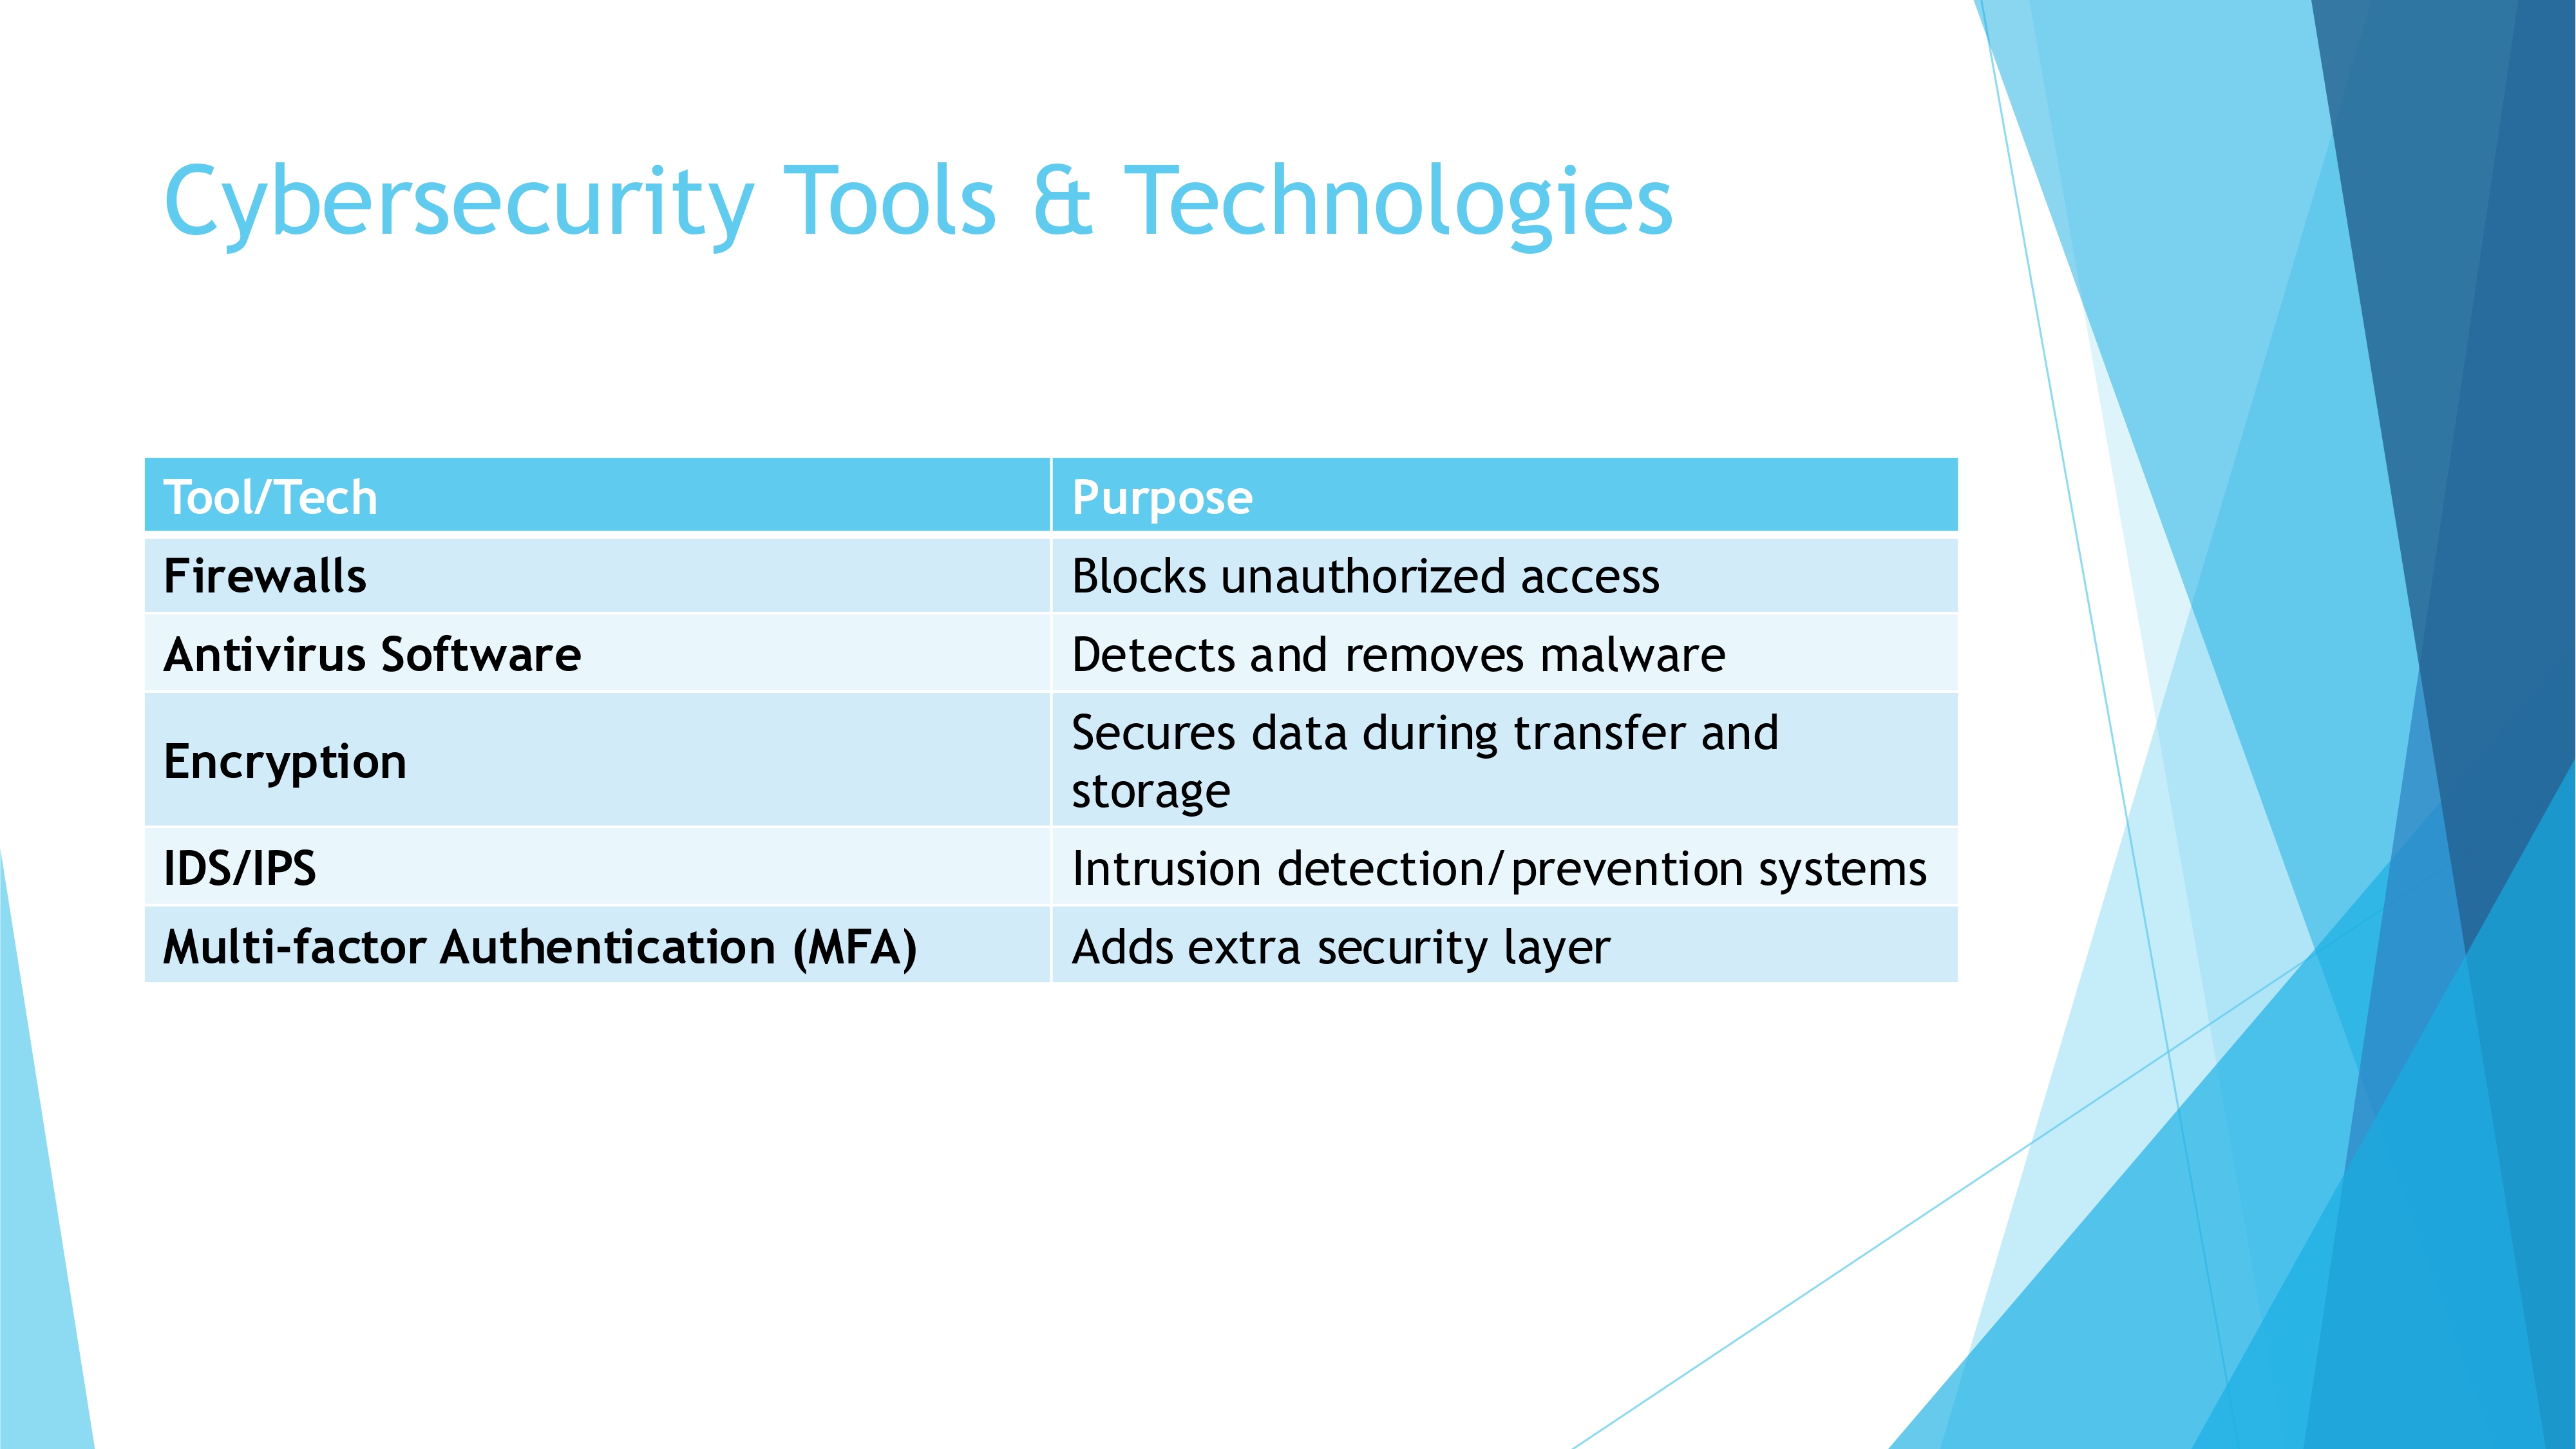 Cybersecurity Tools & Technologies
Tool/Tech Purpose
Firewalls Blocks unauthorized access
Antivirus Software Detects and removes malware
Encryption Secures data during transfer and
storage
IDS/IPS Intrusion detection/prevention systems
Multi-factor Authentication (MFA) Adds extra security layer